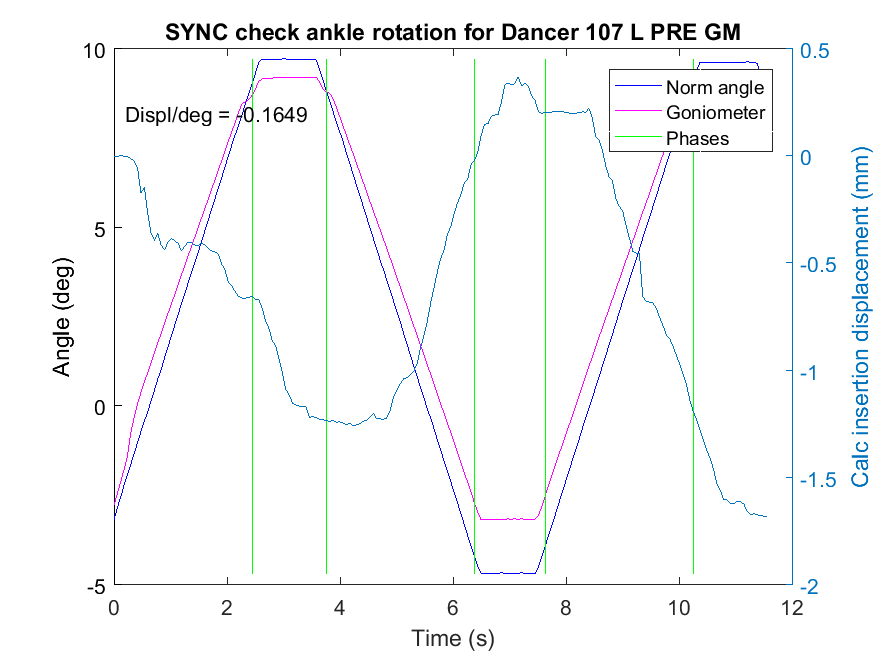 SYNC check ankle rotation for Dancer 107 L PRE GM
10
5
0
-5
Angle (deg)
Displ/deg = -0.1649
Norm angle
Goniometer
Phases
0.5
0
-0.5
-1
-1.5
-2
Calc insertion displacement (mm)
0
2
4
6
8
10
12
Time (s)